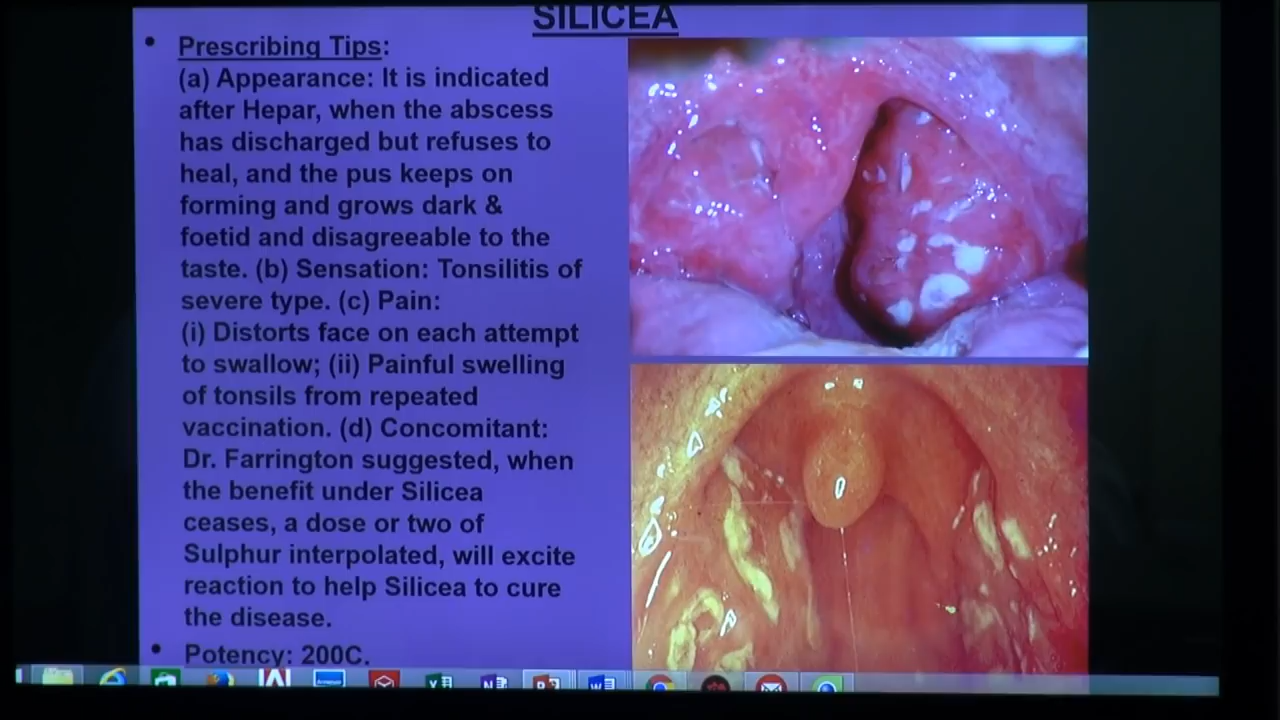 SILICEA
• Prescribing Tips:
(a) Appearance: It is indicated
after Hepar, when the abscess
has discharged but refuses to
heal, and the pus keeps on
forming and grows dark &
foetid and disagreeable to the
taste. (b) Sensation: Tonsilitis of
severe type. (c) Pain:
(i) Distorts face on each attempt
to swallow; (ii) Painful swelling
of tonsils from repeated
vaccination. (d) Concomitant:
Dr. Farrington suggested, when
the benefit under Silicea
ceases, a dose or two of
Sulphur interpolated, will excite
reaction to help Silicea to cure
the disease.
• Potency: 200C.